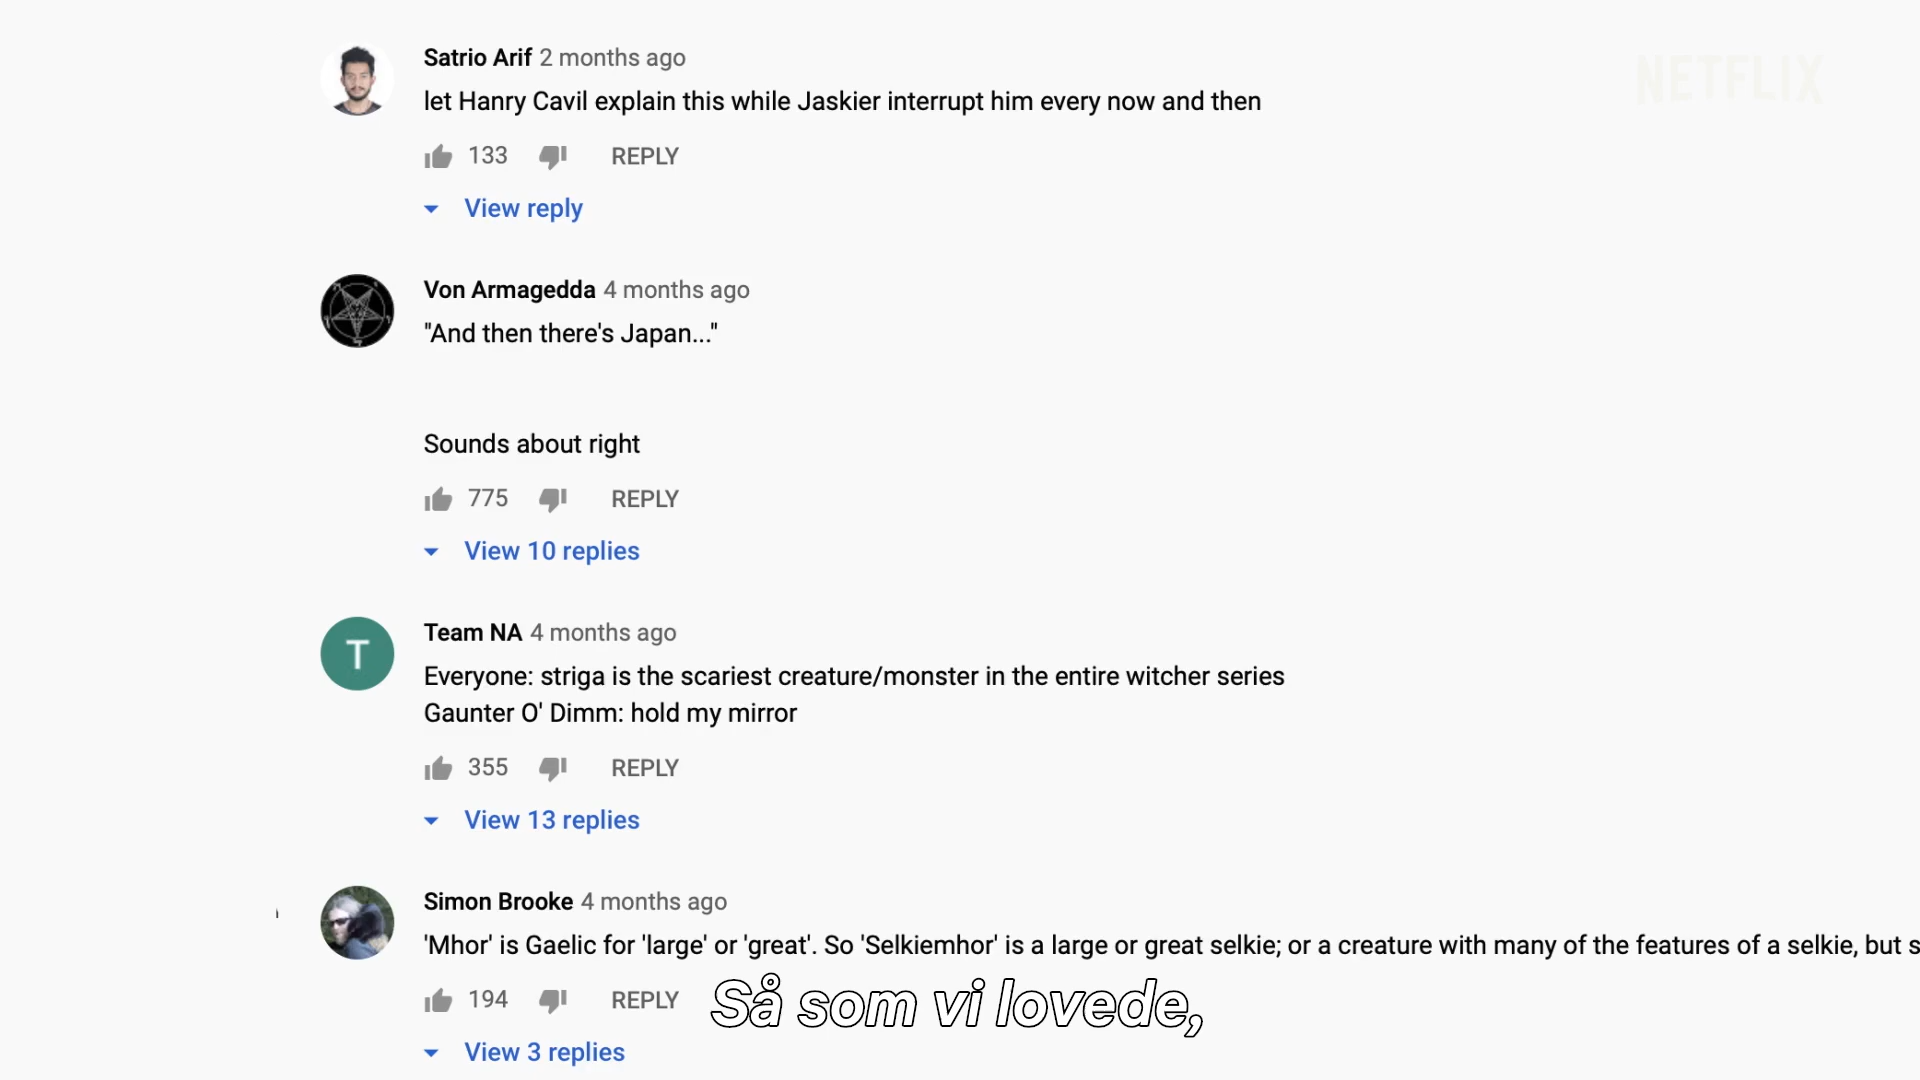 Satrio Arif 2 months ago
NETFLIX
let Hanry Cavil explain this while Jaskier interrupt him every now and then
133 REPLY
View reply
Von Armagedda 4 months ago
"And then there's Japan..."
Sounds about right
775 REPLY
View 10 replies
T
Team NA 4 months ago
Everyone: striga is the scariest creature/monster in the entire witcher series
Gaunter O' Dimm: hold my mirror
355 REPLY
View 13 replies
Simon Brooke 4 months ago
'Mhor' is Gaelic for 'large' or 'great'. So 'Selkiemhor' is a large or great selkie; or a creature with many of the features of a selkie, but s
194 REPLY
Så som vi lovede,
View 3 replies